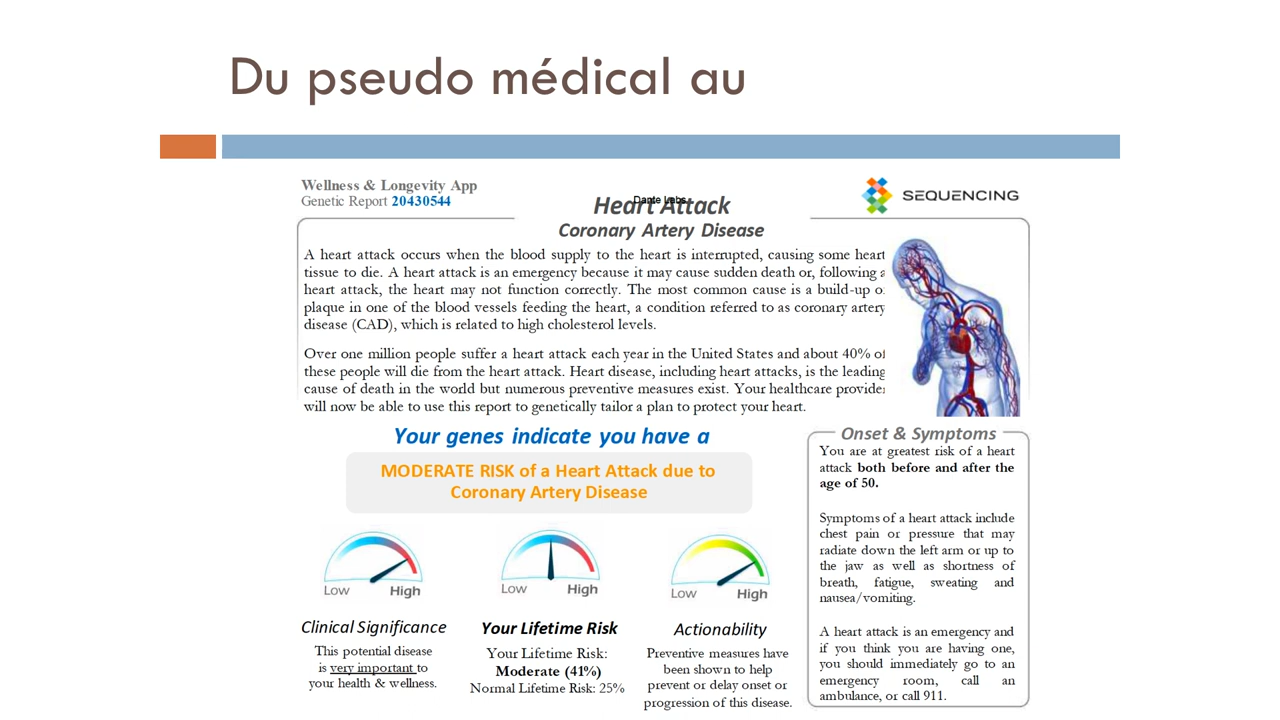 Du pseudo médical au
Wellness & Longevity App
Genetic Report 20430544
SEQUENCING
Dante Labs
Heart Attack
Coronary Artery Disease
A heart attack occurs when the blood supply to the heart is interrupted, causing some heart
tissue to die. A heart attack is an emergency because it may cause sudden death or, following a
heart attack, the heart may not function correctly. The most common cause is a build-up of
plaque in one of the blood vessels feeding the heart, a condition referred to as coronary artery
disease (CAD), which is related to high cholesterol levels.
Over one million people suffer a heart attack each year in the United States and about 40% of
these people will die from the heart attack. Heart disease, including heart attacks, is the leading
cause of death in the world but numerous preventive measures exist. Your healthcare provider
will now be able to use this report to genetically tailor a plan to protect your heart.
Your genes indicate you have a
MODERATE RISK of a Heart Attack due to
Coronary Artery Disease
Low High
Clinical Significance
This potential disease
is very important to
your health & wellness.
Low High
Your Lifetime Risk
Your Lifetime Risk:
Moderate (41%)
Normal Lifetime Risk: 25%
Low High
Actionability
Preventive measures have
been shown to help
prevent or delay onset or
progression of this disease.
Onset & Symptoms
You are at greatest risk of a heart
attack both before and after the
age of 50.
Symptoms of a heart attack include
chest pain or pressure that may
radiate down the left arm or up to
the jaw as well as shortness of
breath, fatigue, sweating and
nausea/vomiting.
A heart attack is an emergency and
if you think you are having one,
you should immediately go to an
emergency room, call an
ambulance, or call 911.